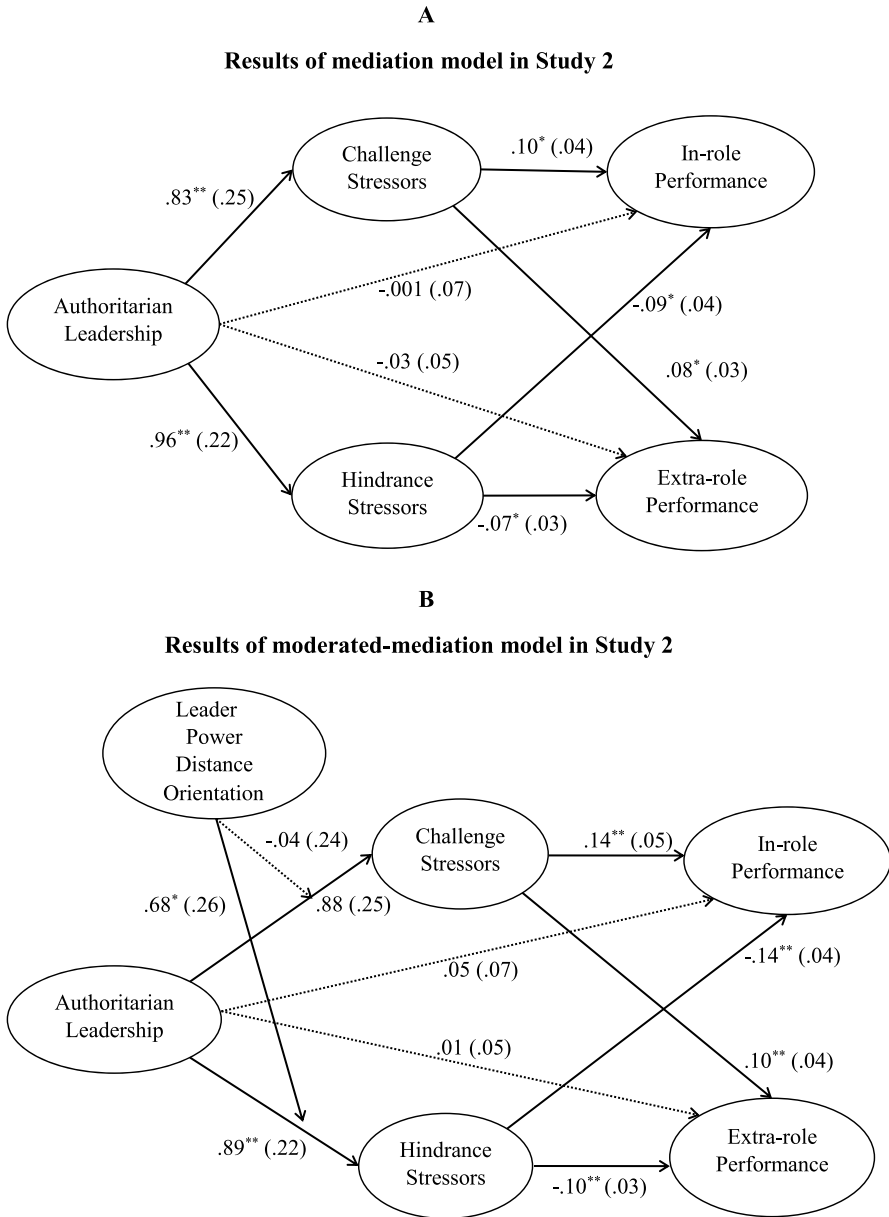 A
Results of mediation model in Study 2
Challenge
Stressors
.10* (.04)
In-role
Performance
.83** (.25)
-.001 (.07)
-.09* (.04)
Authoritarian
Leadership
-.03 (.05)
.08* (.03)
.96** (.22)
Hindrance
Stressors
-.07* (.03)
Extra-role
Performance
B
Results of moderated-mediation model in Study 2
Leader
Power
Distance
Orientation
-.04 (.24)
Challenge
Stressors
.14** (.05)
In-role
Performance
.68* (.26)
.88 (.25)
-.14** (.04)
.05 (.07)
Authoritarian
Leadership
.01 (.05)
.10** (.04)
.89** (.22)
Hindrance
Stressors
-.10** (.03)
Extra-role
Performance